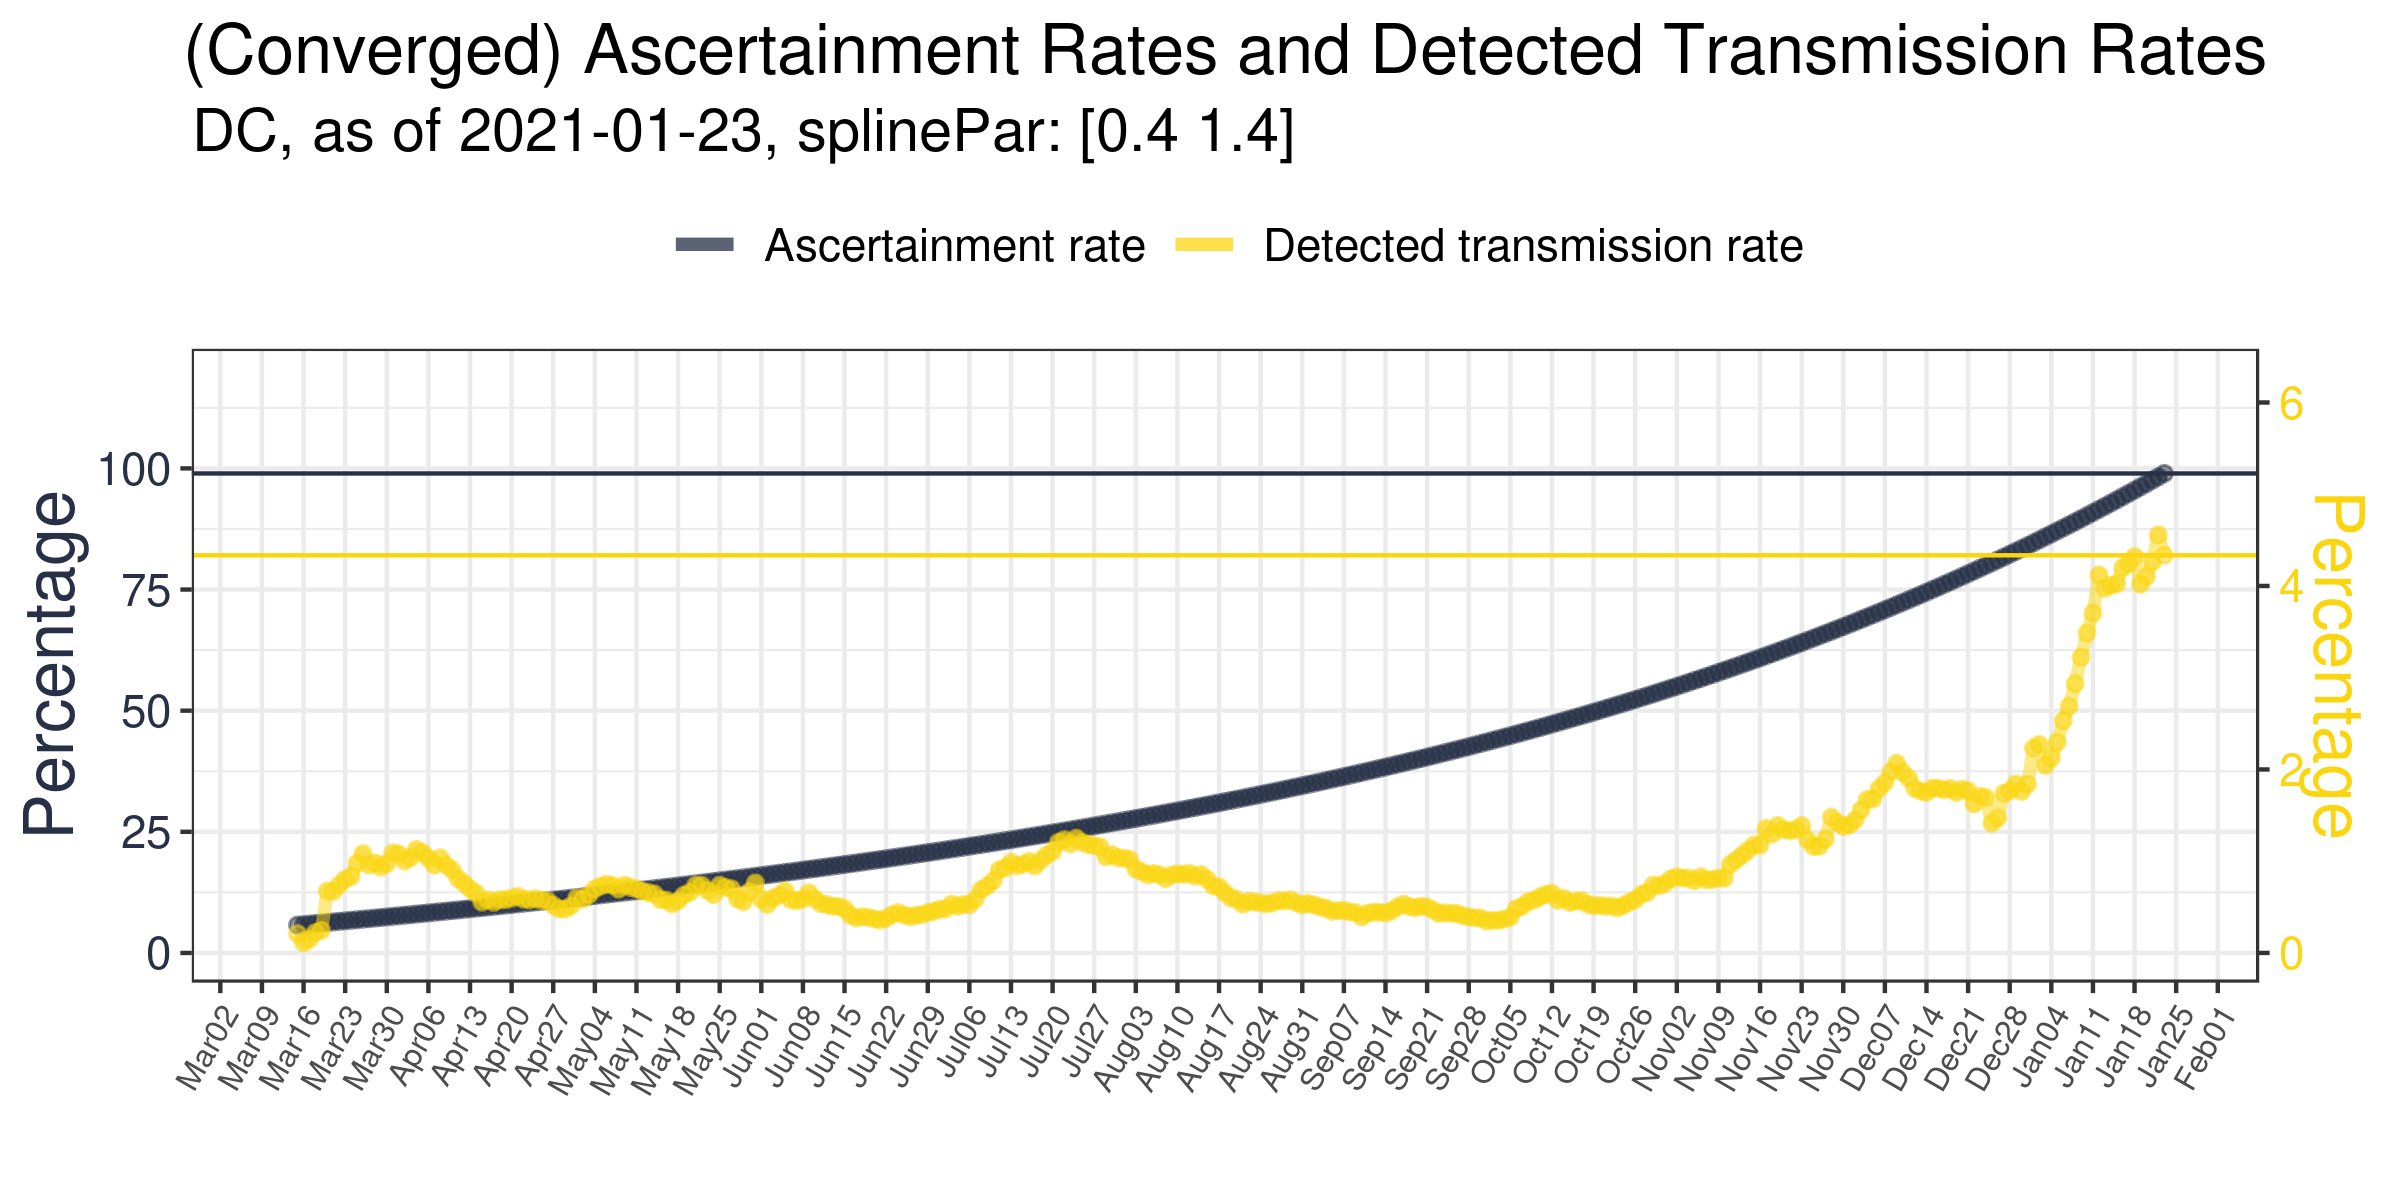 (Converged) Ascertainment Rates and Detected Transmission Rates
DC, as of 2021-01-23, splinePar: [0.4 1.4]
Ascertainment rate Detected transmission rate
Percentage
100
75
50
25
0
6
4
2
0
Percentage
Mar02 Mar09 Mar16 Mar23 Mar30 Apr06 Apr13 Apr20 Apr27 May04 May11 May18 May25 Jun01 Jun08 Jun15 Jun22 Jun29 Jul06 Jul13 Jul20 Jul27 Aug03 Aug10 Aug17 Aug24 Aug31 Sep07 Sep14 Sep21 Sep28 Oct05 Oct12 Oct19 Oct26 Nov02 Nov09 Nov16 Nov23 Nov30 Dec07 Dec14 Dec21 Dec28 Jan04 Jan11 Jan18 Jan25 Feb01